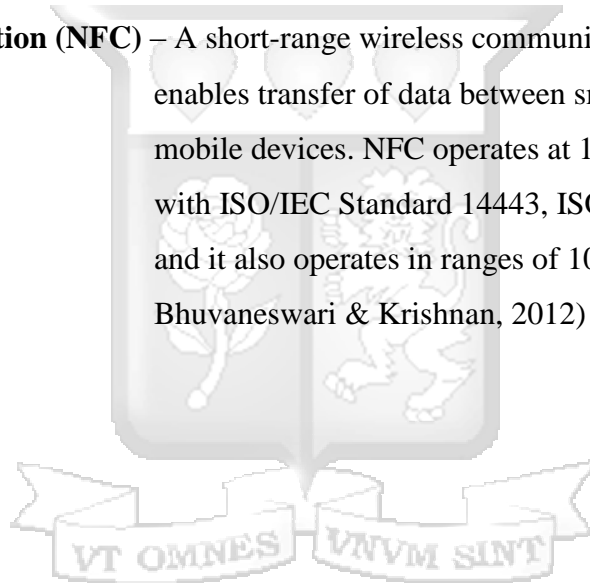 tion (NFC) – A short-range wireless communi
enables transfer of data between s
mobile devices. NFC operates at 1
with ISO/IEC Standard 14443, ISO
and it also operates in ranges of 10
Bhuvaneswari & Krishnan, 2012)
VT OMNES VNVM SINT